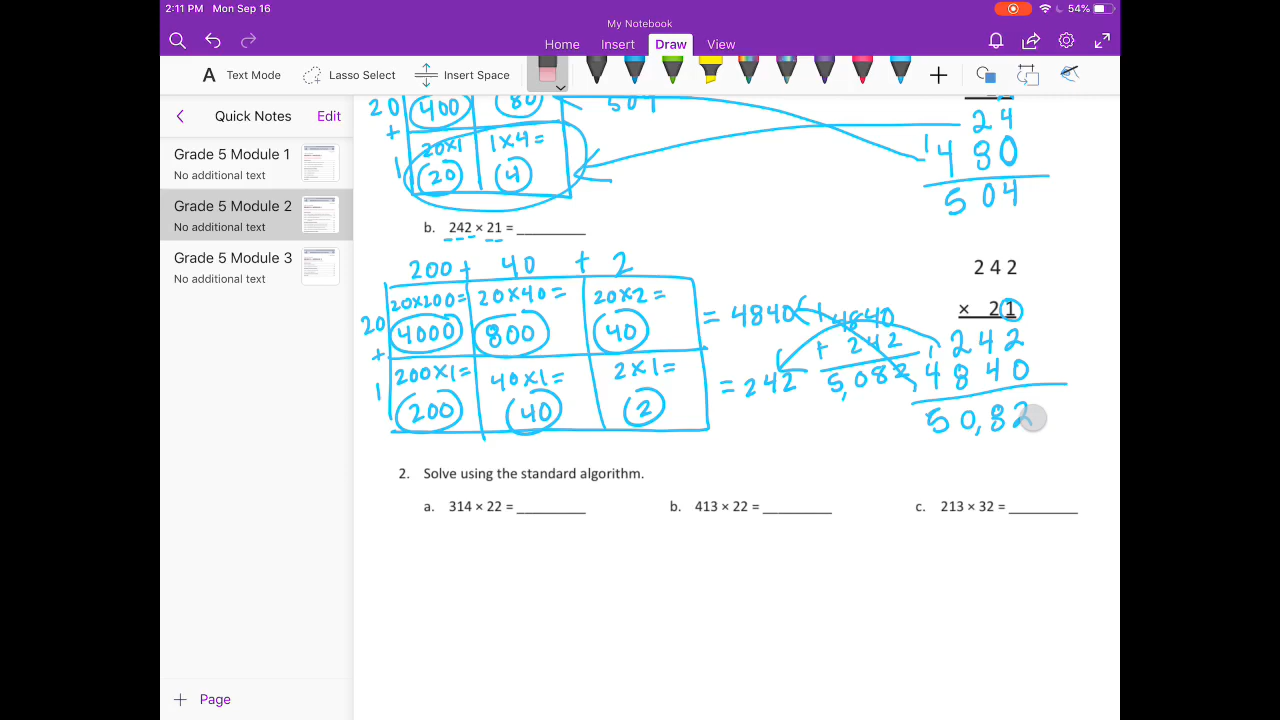 2:11 PM Mon Sep 16
54%
My Notebook
Home Insert Draw View
Text Mode Lasso Select Insert Space
Quick Notes Edit
Grade 5 Module 1
No additional text
Grade 5 Module 2
No additional text
Grade 5 Module 3
No additional text
+ Page
20 400 80 504
+
1 20×1 1×4=
20 4
24
1480
504
b. 242 × 21 = ________
200 + 40 + 2
20 20×200= 20×40= 20×2=
4000 800 40 = 4840
+
1 200×1= 40×1= 2×1=
200 40 2 = 242
4840
+ 242
5,082
242
× 21
242
4840
50,82
2. Solve using the standard algorithm.
a. 314 × 22 = ________ b. 413 × 22 = ________ c. 213 × 32 = ________